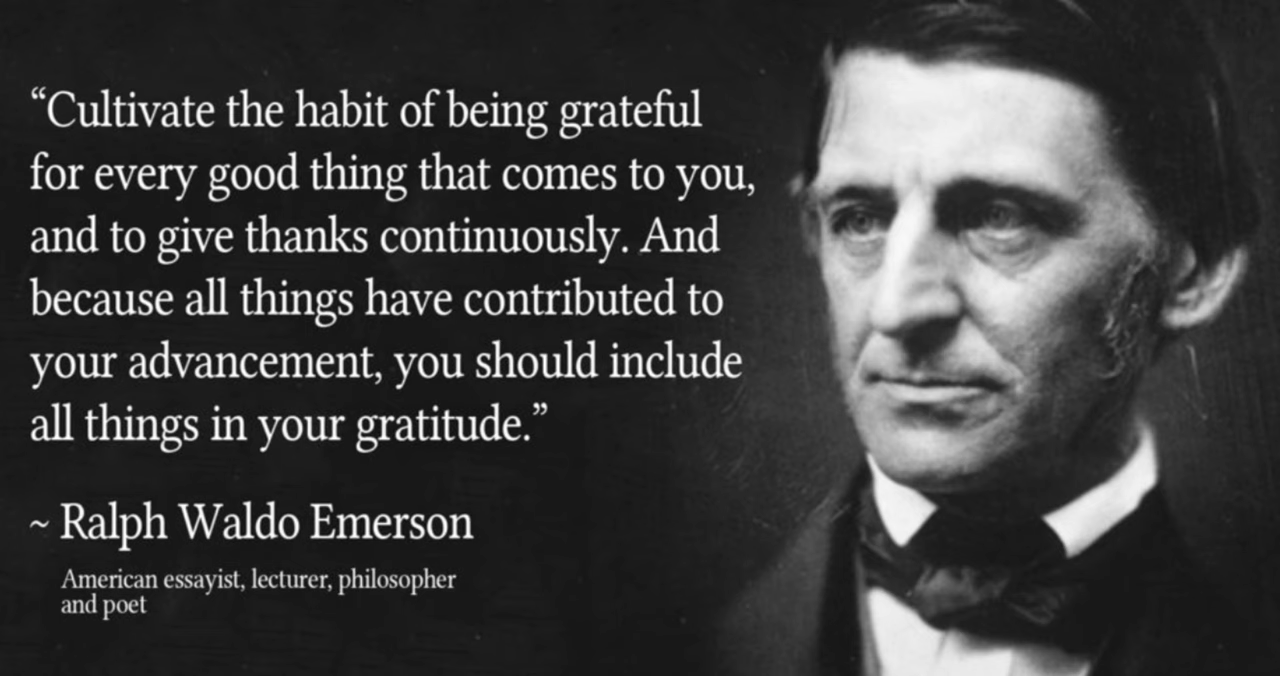 “Cultivate the habit of being grateful
for every good thing that comes to you,
and to give thanks continuously. And
because all things have contributed to
your advancement, you should include
all things in your gratitude.”
~ Ralph Waldo Emerson
American essayist, lecturer, philosopher
and poet